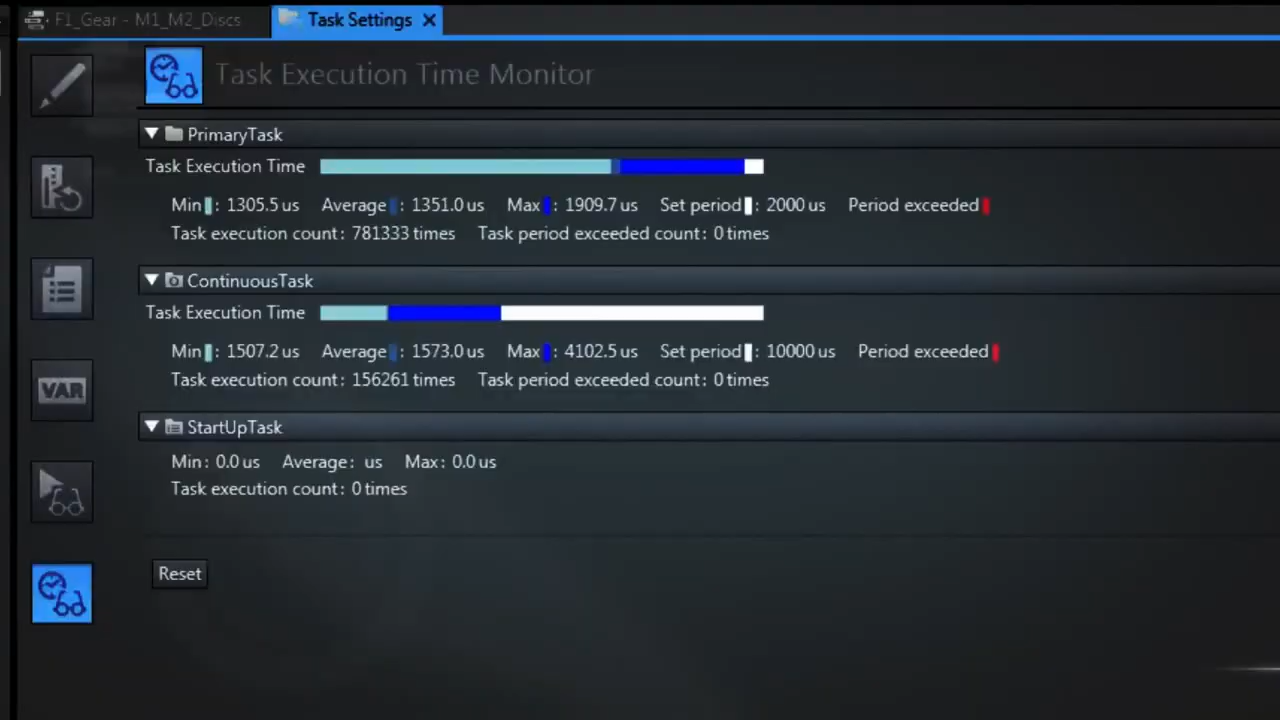 F1_Gear - M1_M2_Discs Task Settings
Task Execution Time Monitor
PrimaryTask
Task Execution Time
Min : 1305.5 us Average : 1351.0 us Max : 1909.7 us Set period : 2000 us Period exceeded
Task execution count: 781333 times Task period exceeded count: 0 times
ContinuousTask
Task Execution Time
Min : 1507.2 us Average : 1573.0 us Max : 4102.5 us Set period : 10000 us Period exceeded
Task execution count: 156261 times Task period exceeded count: 0 times
VAR
StartUpTask
Min: 0.0 us Average: us Max: 0.0 us
Task execution count: 0 times
Reset